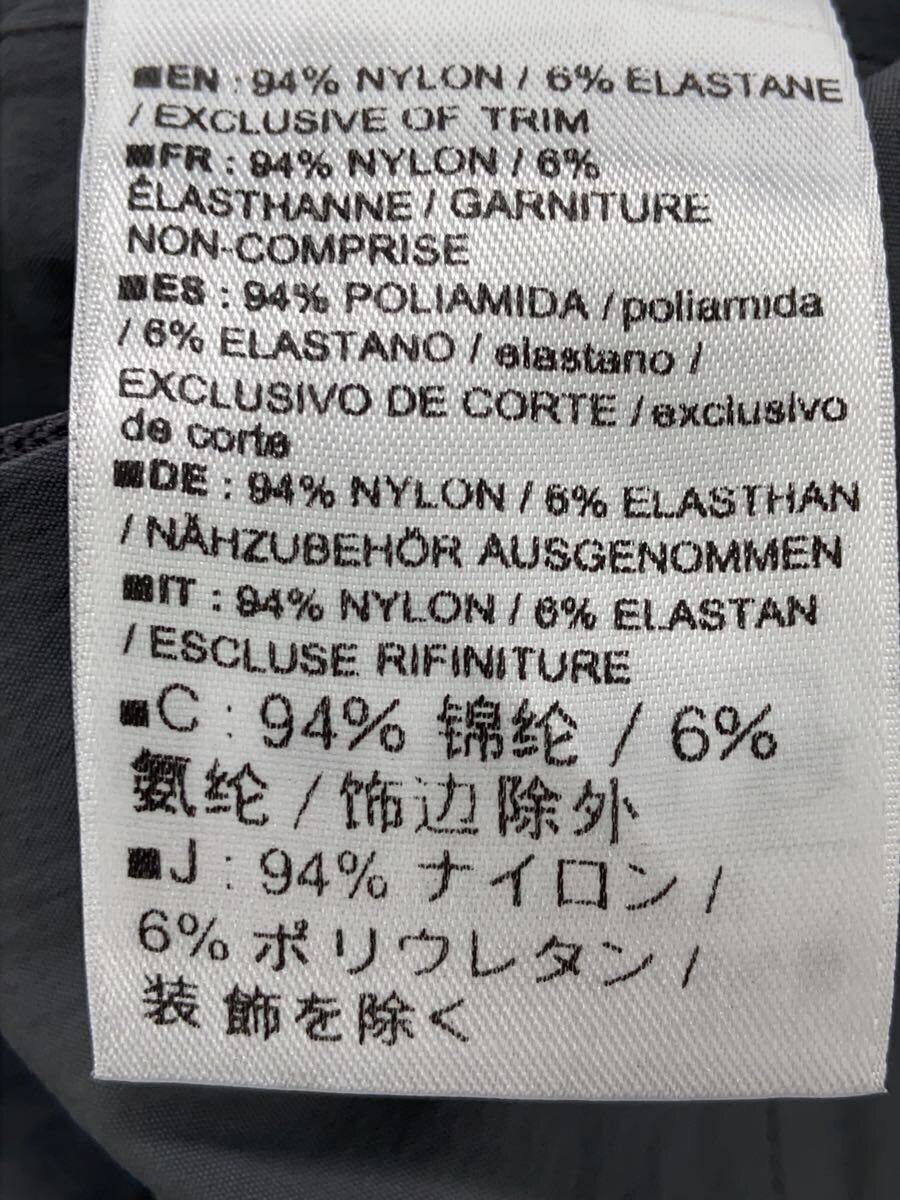 ■EN : 94% NYLON / 6% ELASTANE
/ EXCLUSIVE OF TRIM
■FR : 94% NYLON / 6%
ÉLASTHANNE / GARNITURE
NON-COMPRISE
■ES : 94% POLIAMIDA / poliamida
/ 6% ELASTANO / elastano /
EXCLUSIVO DE CORTE / exclusivo
de corte
■DE : 94% NYLON / 6% ELASTHAN
/ NÄHZUBEHÖR AUSGENOMMEN
■IT : 94% NYLON / 6% ELASTAN
/ ESCLUSE RIFINITURE
■C : 94% 锦纶 / 6%
氨纶 / 饰边除外
■J : 94% ナイロン /
6% ポリウレタン /
装飾を除く